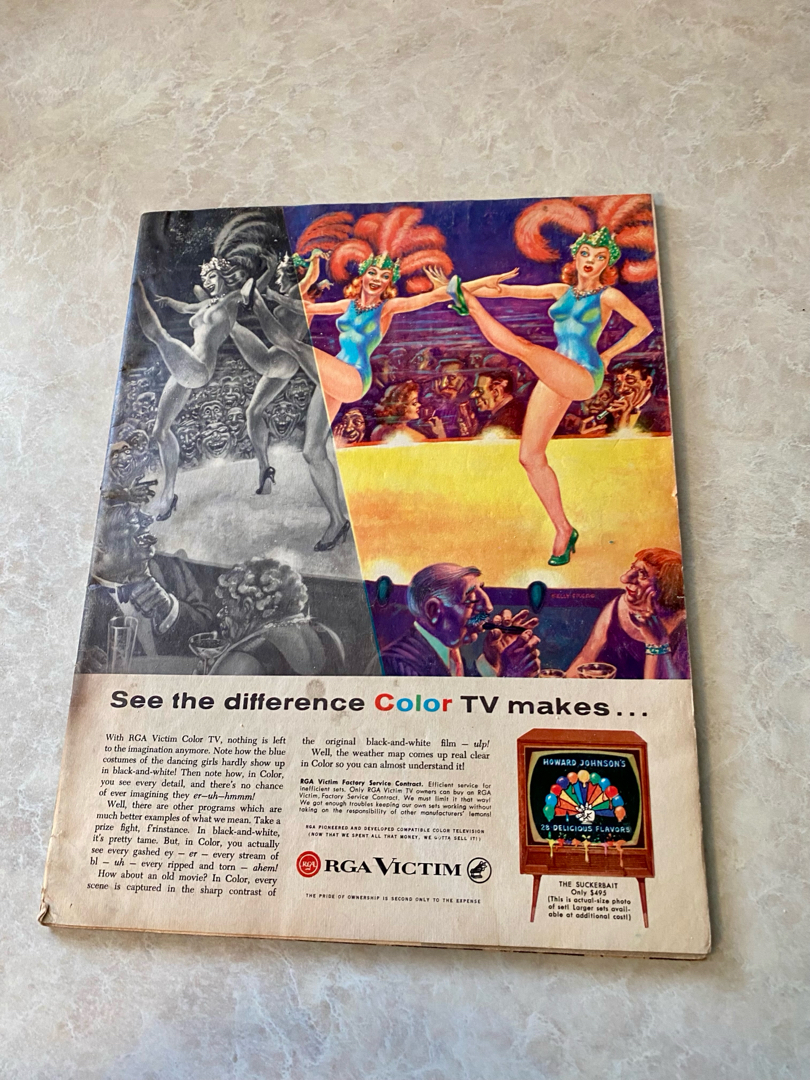 KELLY FREAS
See the difference Color TV makes...
With RGA Victim Color TV, nothing is left
to the imagination anymore. Note how the blue
costumes of the dancing girls hardly show up
in black-and-white! Then note how, in Color,
you see every detail, and there's no chance
of ever imagining they er—uh—hmmm!
Well, there are other programs which are
much better examples of what we mean. Take a
prize fight, f'rinstance. In black-and-white,
it's pretty tame. But, in Color, you actually
see every gashed ey — er — every stream of
bl — uh — every ripped and torn — ahem!
How about an old movie? In Color, every
scene is captured in the sharp contrast of
the original black-and-white film — ulp!
Well, the weather map comes up real clear
in Color so you can almost understand it!
RGA Victim Factory Service Contract. Efficient service for
inefficient sets. Only RGA Victim TV owners can buy an RGA
Victim, Factory Service Contract. We must limit it that way!
We got enough troubles keeping our own sets working without
taking on the responsibility of other manufacturers' lemons!
RGA PIONEERED AND DEVELOPED COMPATIBLE COLOR TELEVISION
(NOW THAT WE SPENT ALL THAT MONEY, WE GOTTA SELL IT!)
RGA RGA VICTIM
THE PRIDE OF OWNERSHIP IS SECOND ONLY TO THE EXPENSE
HOWARD JOHNSON'S
28 DELICIOUS FLAVORS
THE SUCKERBAIT
Only $495
(This is actual-size photo
of set! Larger sets avail-
able at additional cost!)